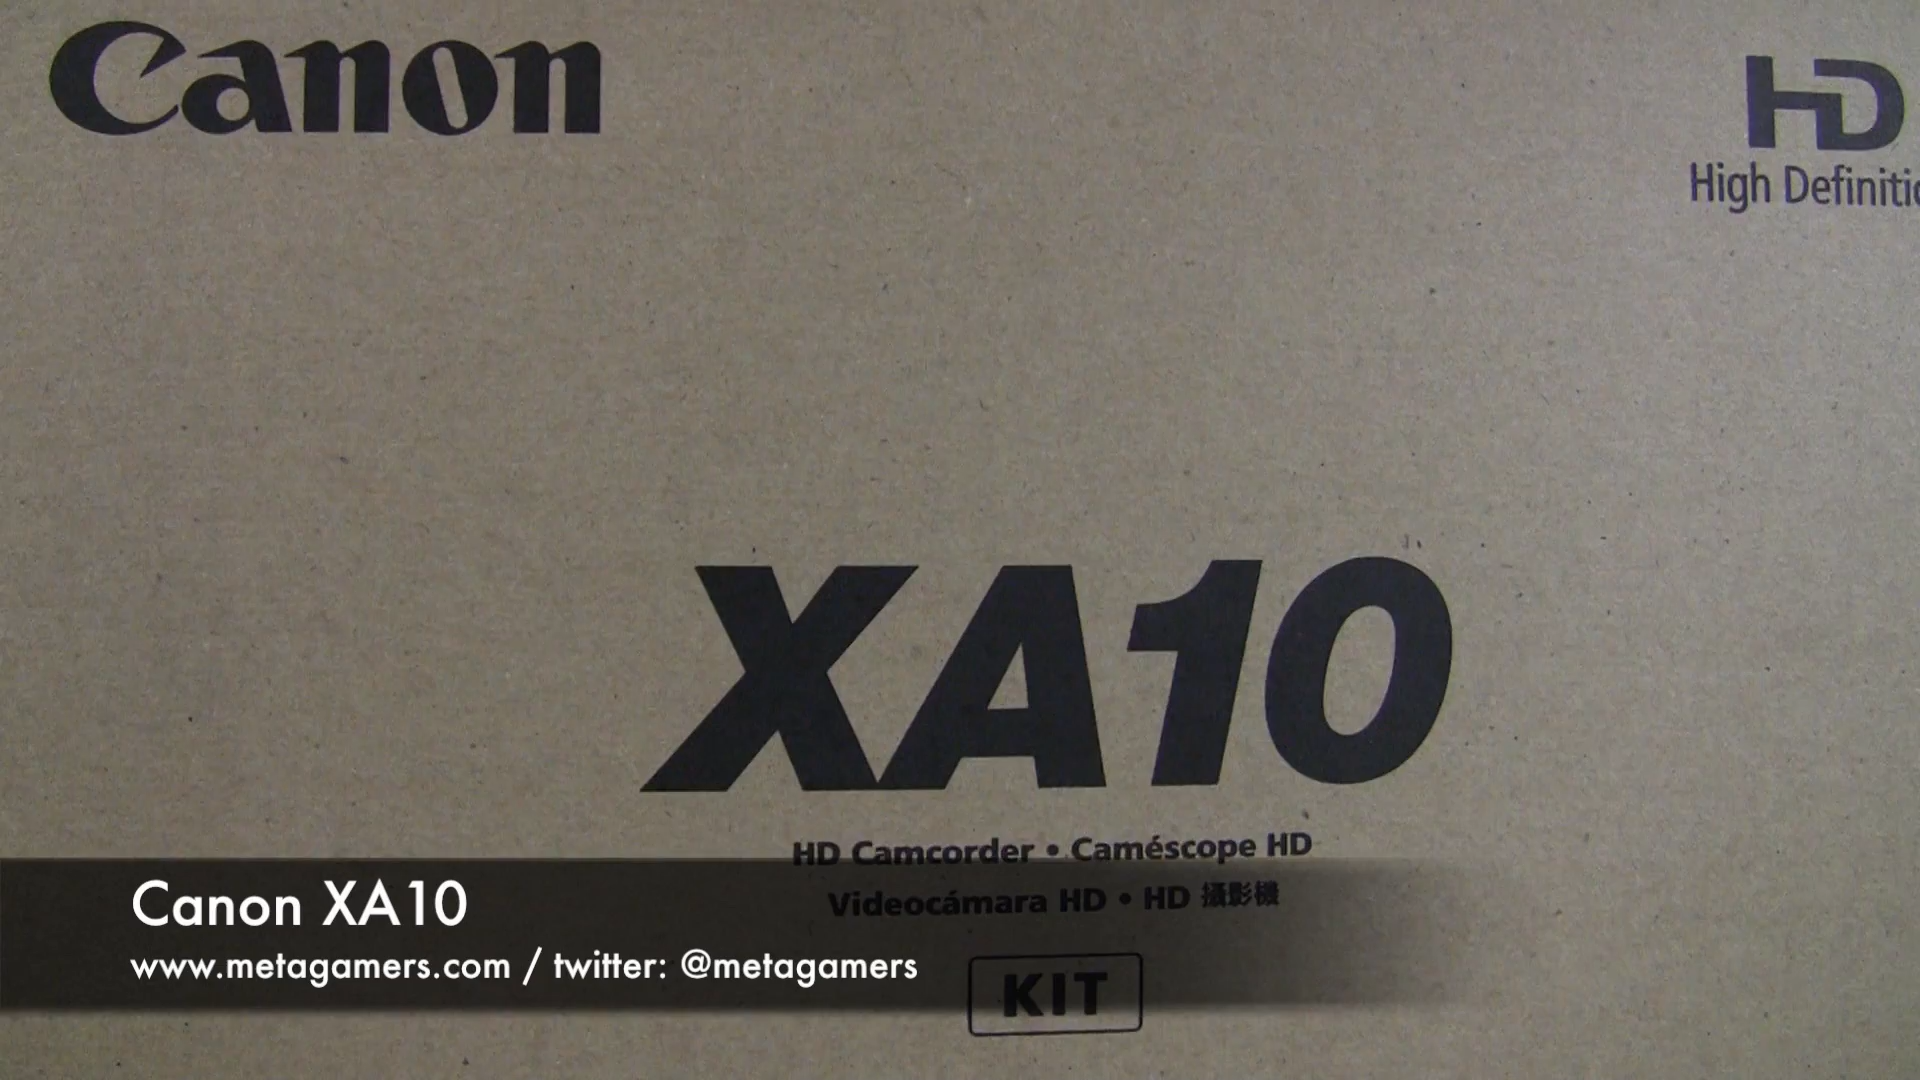 Canon
HD
High Definitio
XA10
HD Camcorder • Caméscope HD
Videocámara HD • HD 攝影機
KIT
Canon XA10
www.metagamers.com / twitter: @metagamers